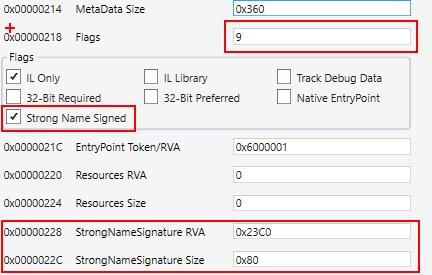 0x00000214 MetaData Size 0x360
0x00000218 Flags 9
Flags
IL Only IL Library Track Debug Data
32-Bit Required 32-Bit Preferred Native EntryPoint
Strong Name Signed
0x0000021C EntryPoint Token/RVA 0x6000001
0x00000220 Resources RVA 0
0x00000224 Resources Size 0
0x00000228 StrongNameSignature RVA 0x23C0
0x0000022C StrongNameSignature Size 0x80